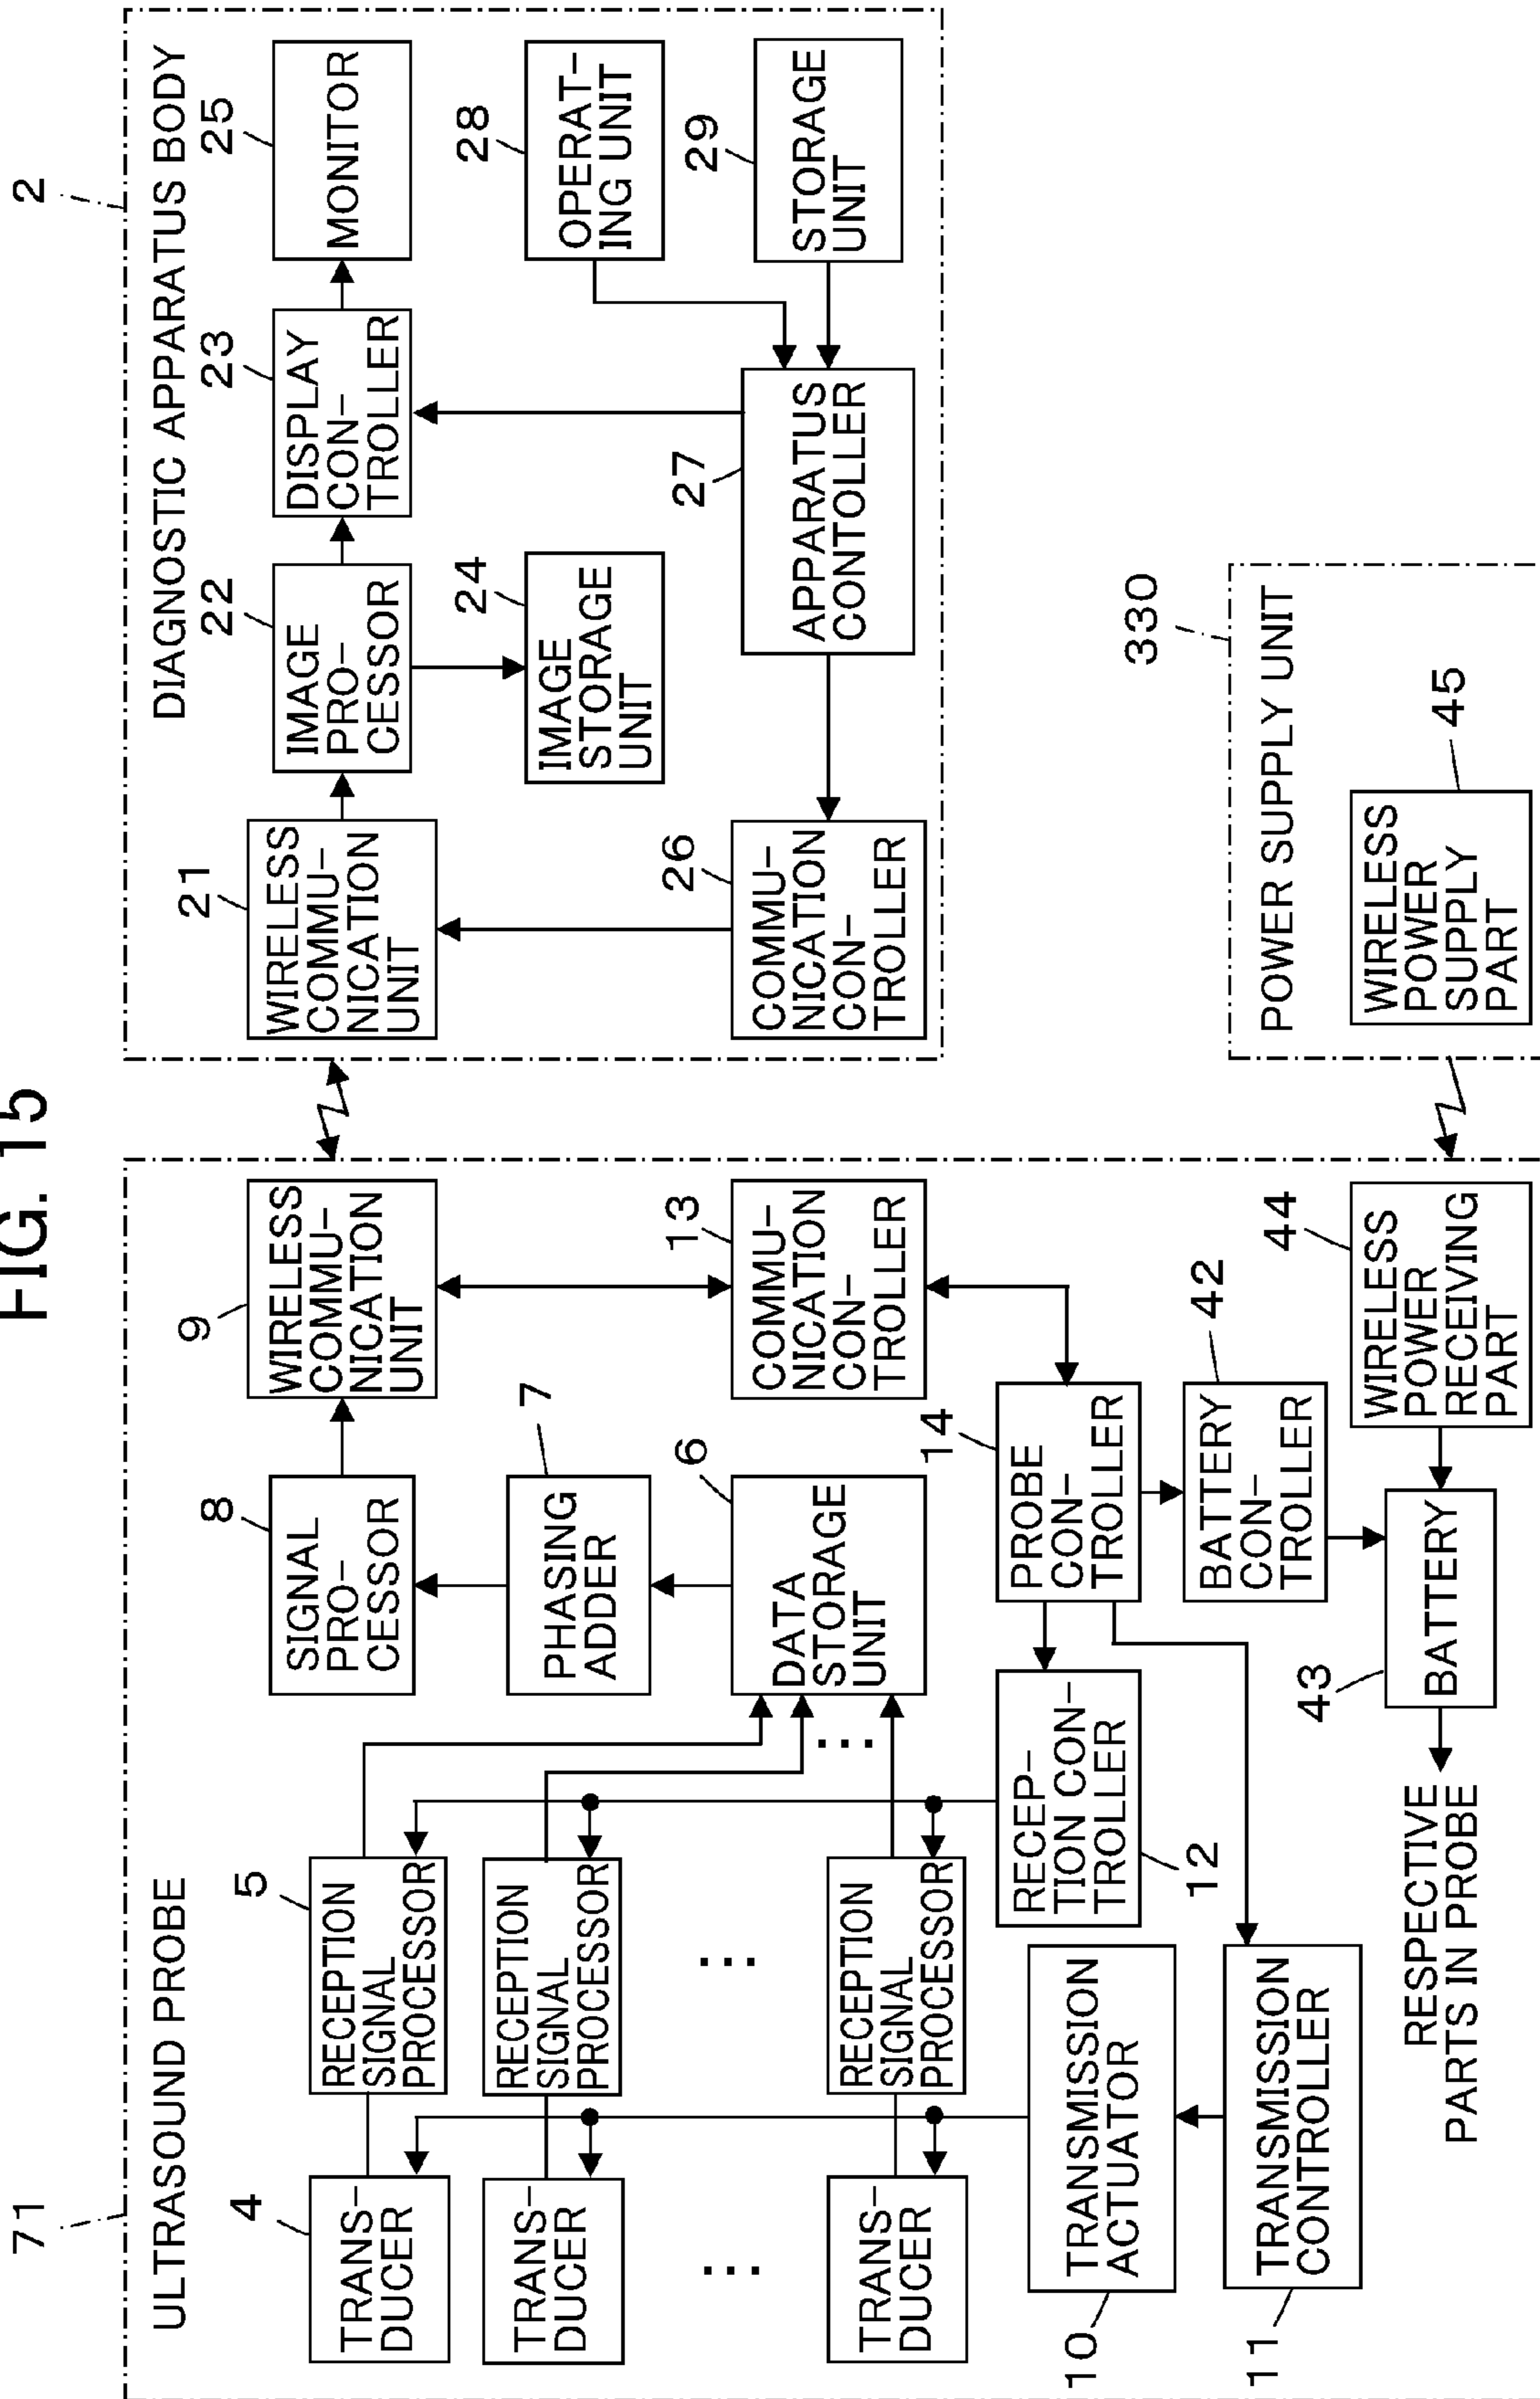 FIG. 15
71
ULTRASOUND PROBE
4
TRANS-
DUCER
TRANS-
DUCER
...
TRANS-
DUCER
5
RECEPTION
SIGNAL
PROCESSOR
RECEPTION
SIGNAL
PROCESSOR
...
RECEPTION
SIGNAL
PROCESSOR
...
8
SIGNAL
PRO-
CESSOR
7
PHASING
ADDER
6
DATA
STORAGE
UNIT
9
WIRELESS
COMMU-
NICATION
UNIT
13
COMMU-
NICATION
CON-
TROLLER
10
TRANSMISSION
ACTUATOR
11
TRANSMISSION
CONTROLLER
RECEP-
TION CON-
TROLLER
12
14
PROBE
CON-
TROLLER
42
BATTERY
CON-
TROLLER
43
BATTERY
44
WIRELESS
POWER
RECEIVING
PART
RESPECTIVE
PARTS IN PROBE
2
DIAGNOSTIC APPARATUS BODY
21
WIRELESS
COMMU-
NICATION
UNIT
22
IMAGE
PRO-
CESSOR
23
DISPLAY
CON-
TROLLER
25
MONITOR
24
IMAGE
STORAGE
UNIT
28
OPERAT-
ING UNIT
26
COMMU-
NICATION
CON-
TROLLER
27
APPARATUS
CONTOLLER
29
STORAGE
UNIT
330
POWER SUPPLY UNIT
45
WIRELESS
POWER
SUPPLY
PART